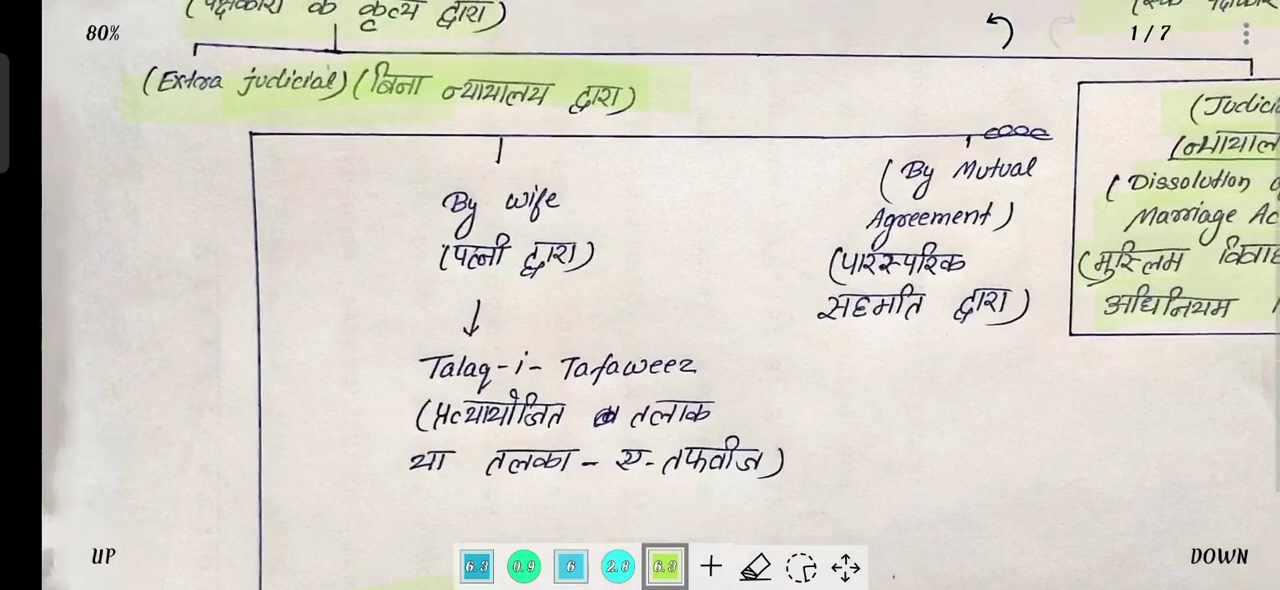 (पक्षकारो के कृत्य द्वारा)
80%
1/7
(Extra judicial) (बिना न्यायालय द्वारा)
By wife
(पत्नी द्वारा)
Talaq-i-Tafaweez
(प्रत्यायोजित तलाक
या तलका-ए-तफवीज)
(By Mutual
Agreement)
(पारस्परिक
सहमति द्वारा)
(Judici
(न्यायाल
(Dissolution o
Marriage Ac
(मुस्लिम विवाह
अधिनियम
UP
6.3
0.9
6
2.8
6.3
DOWN